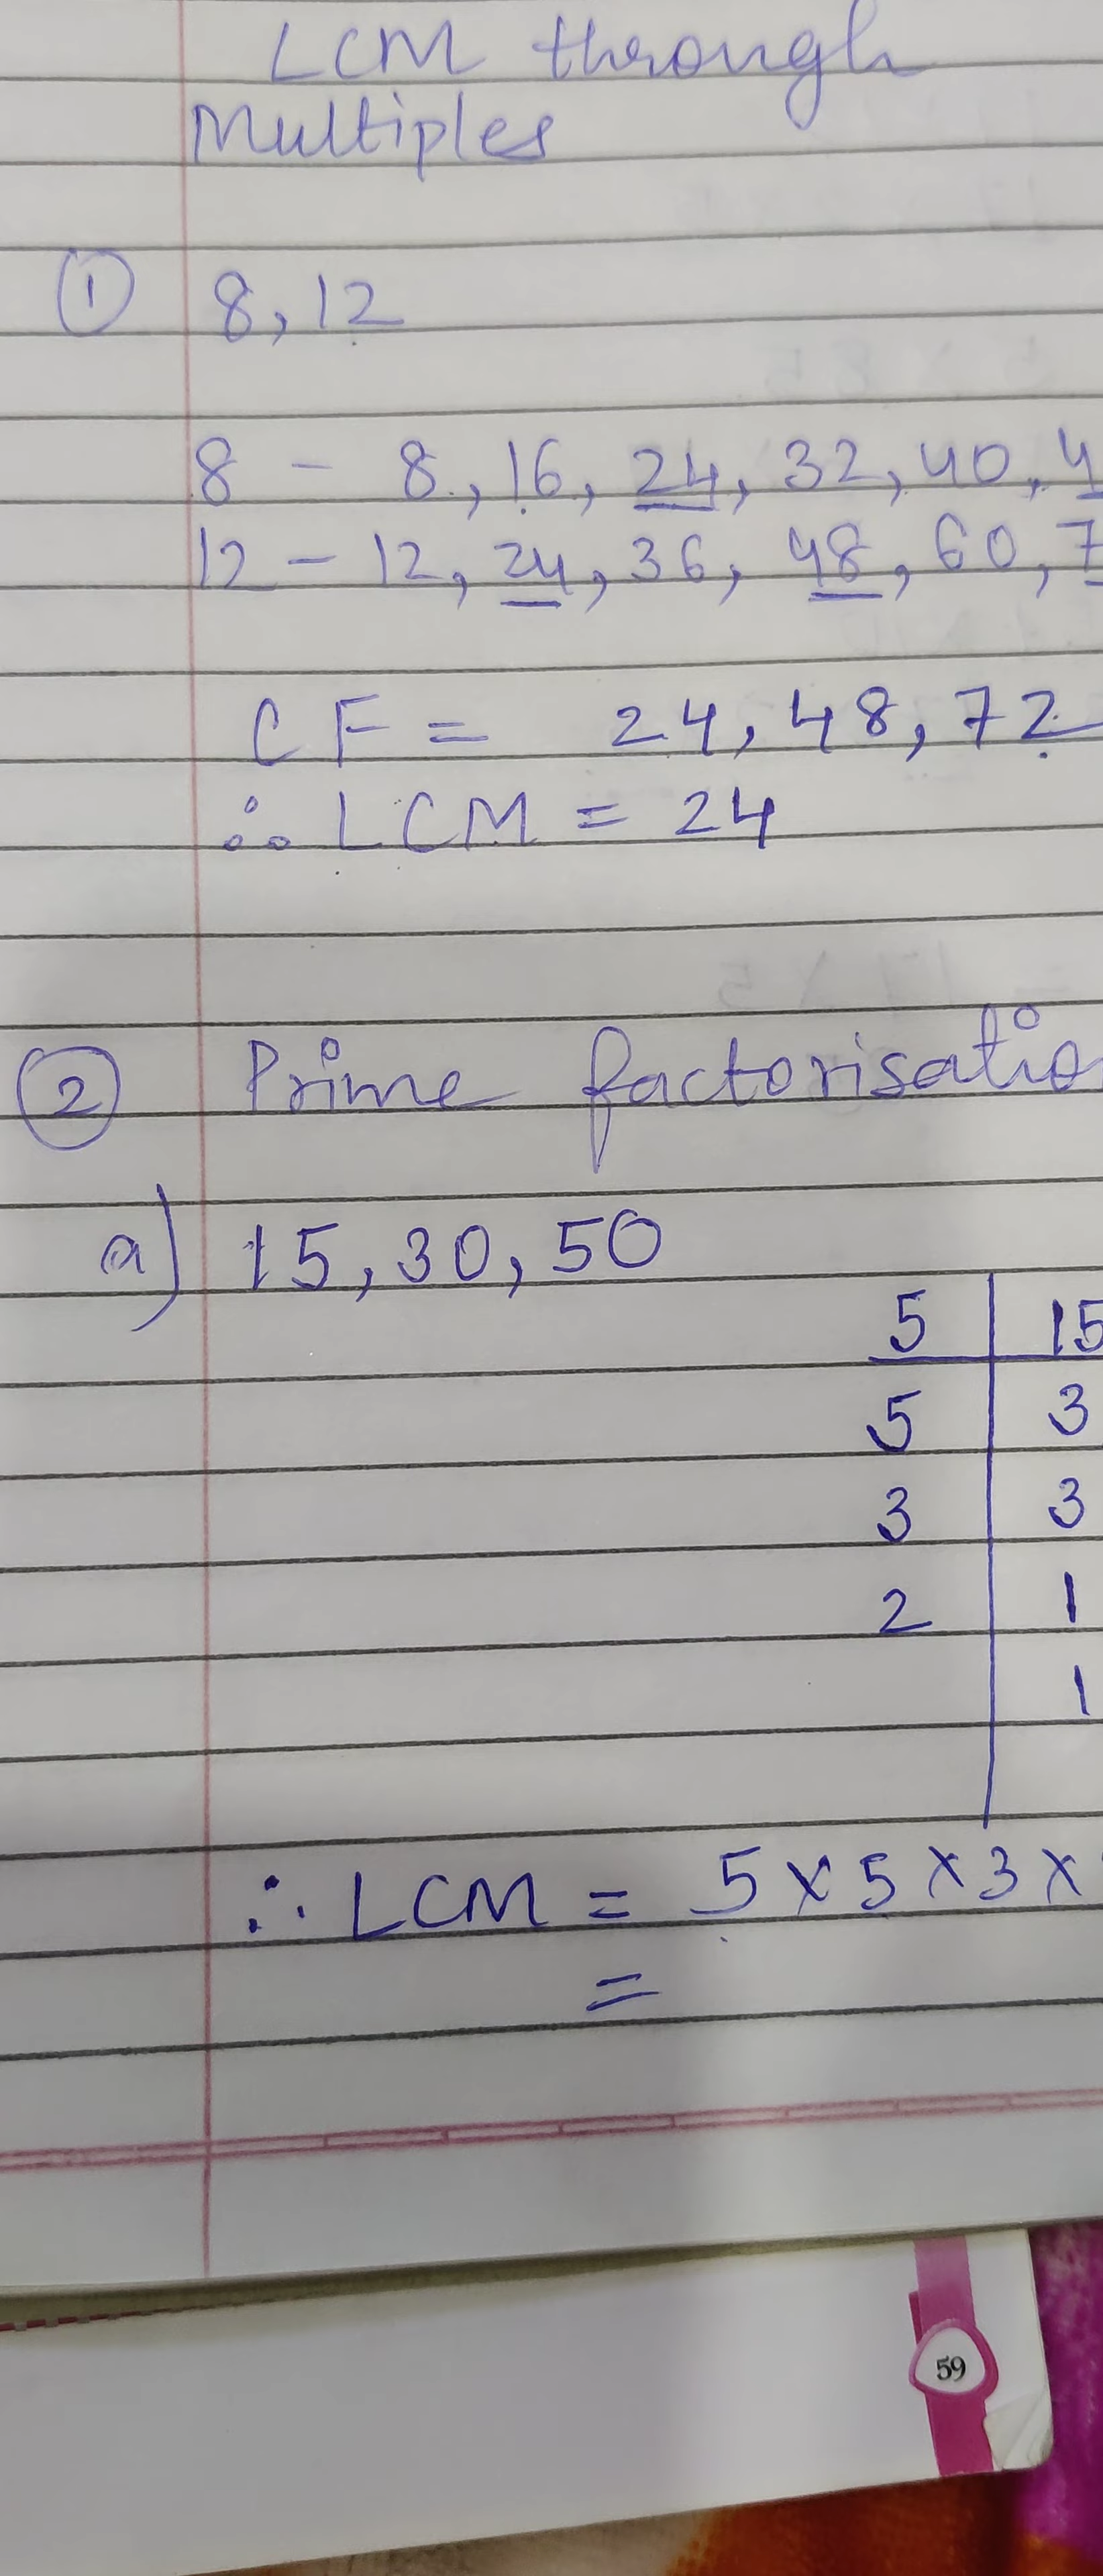 LCM through
Multiples
1 8, 12
8 - 8, 16, 24, 32, 40, 4
12 - 12, 24, 36, 48, 60, 7
CF = 24, 48, 72
∴ LCM = 24
2 Prime factorisatio
a) 15, 30, 50
5 | 15
5 | 3
3 | 3
2 | 1
| 1
∴ LCM = 5 × 5 × 3 ×
=
59